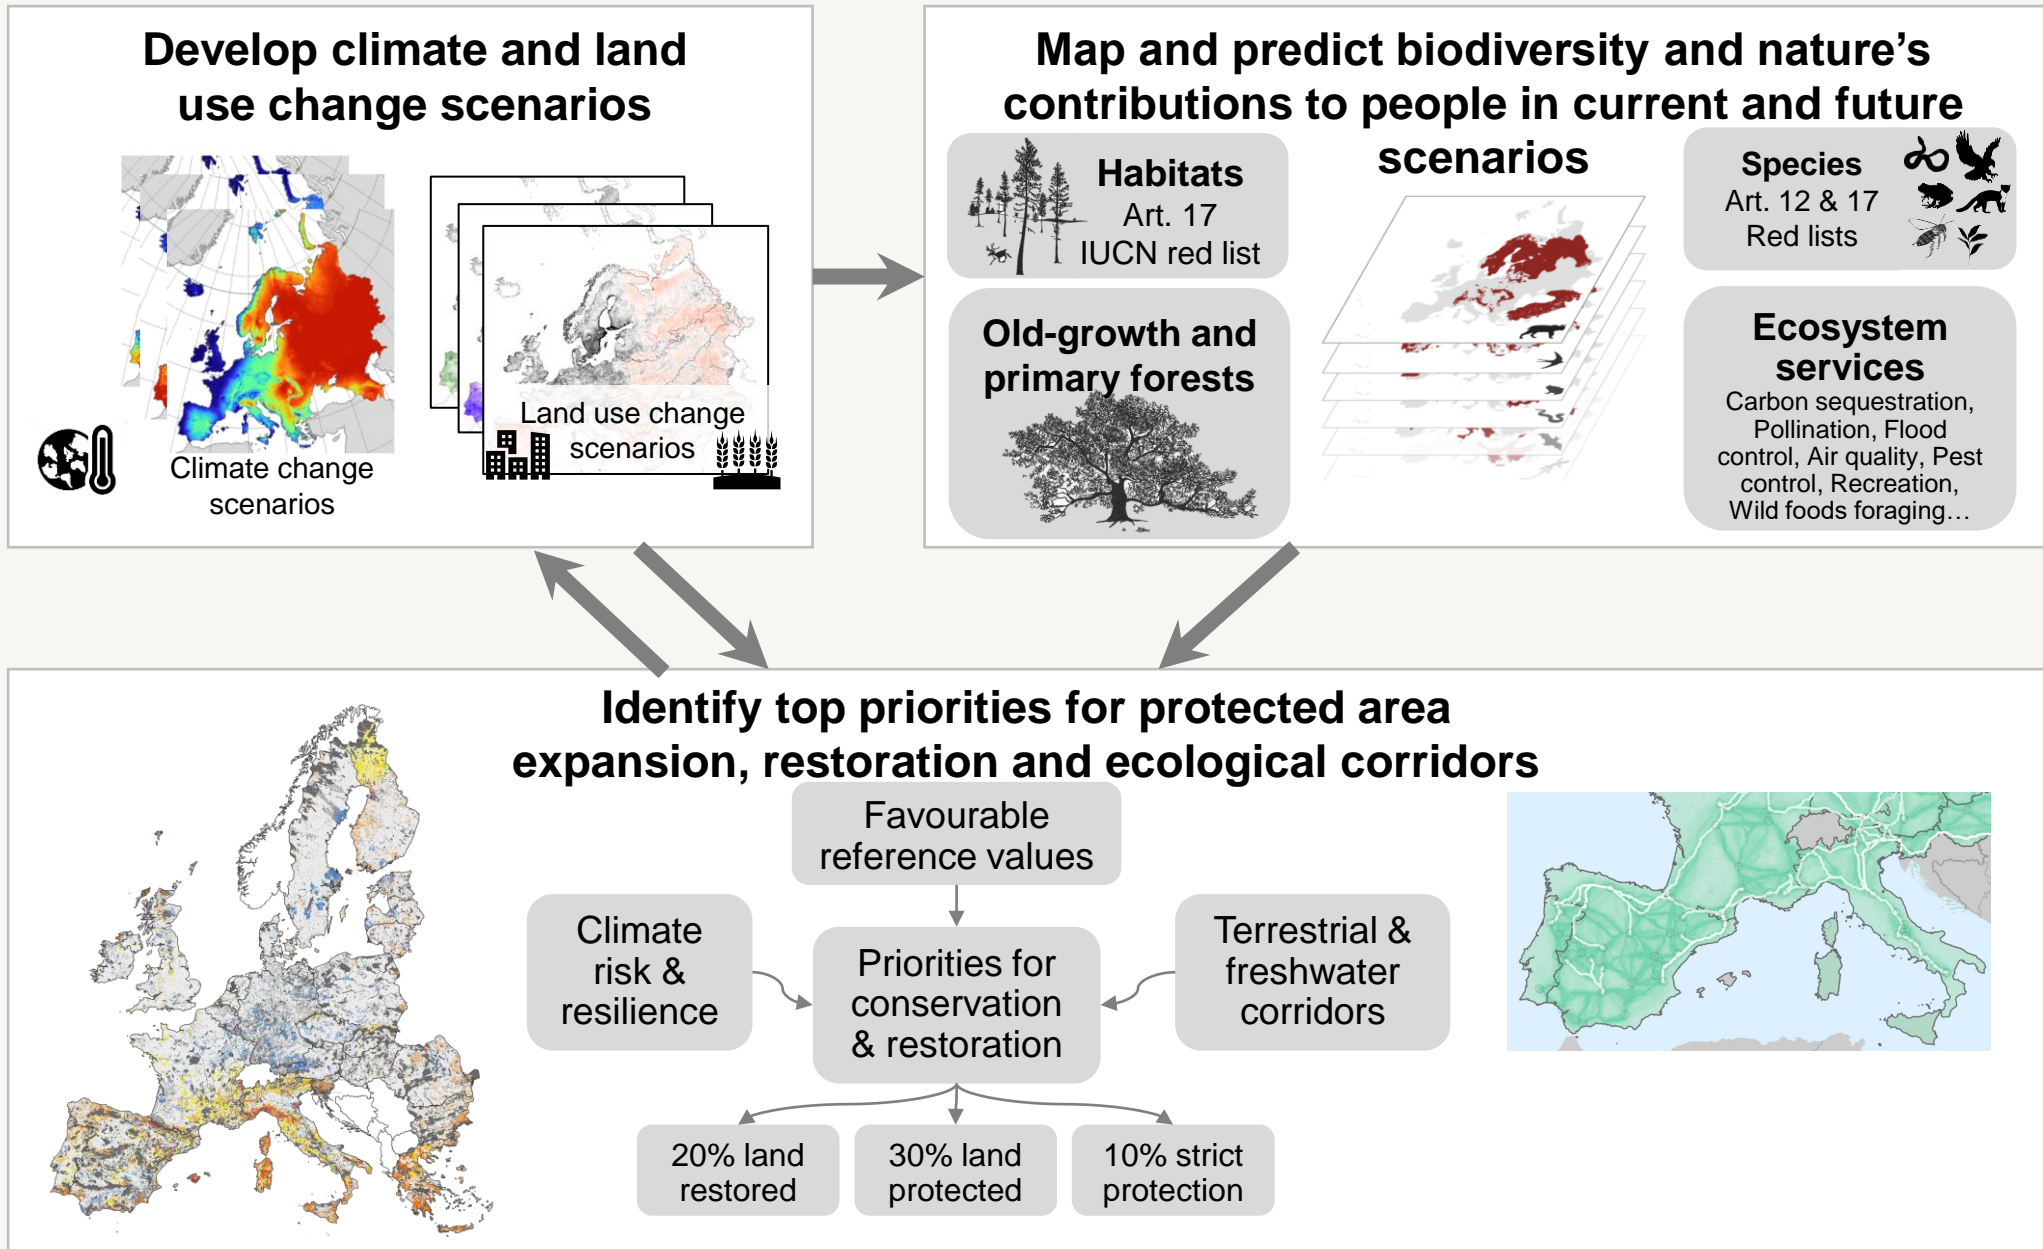 Develop climate and land
use change scenarios
Climate change
scenarios
Land use change
scenarios
Map and predict biodiversity and nature’s
contributions to people in current and future
scenarios
Habitats
Art. 17
IUCN red list
Old-growth and
primary forests
Species
Art. 12 & 17
Red lists
Ecosystem
services
Carbon sequestration,
Pollination, Flood
control, Air quality, Pest
control, Recreation,
Wild foods foraging…
Identify top priorities for protected area
expansion, restoration and ecological corridors
Favourable
reference values
Climate
risk &
resilience
Priorities for
conservation
& restoration
Terrestrial &
freshwater
corridors
20% land
restored
30% land
protected
10% strict
protection